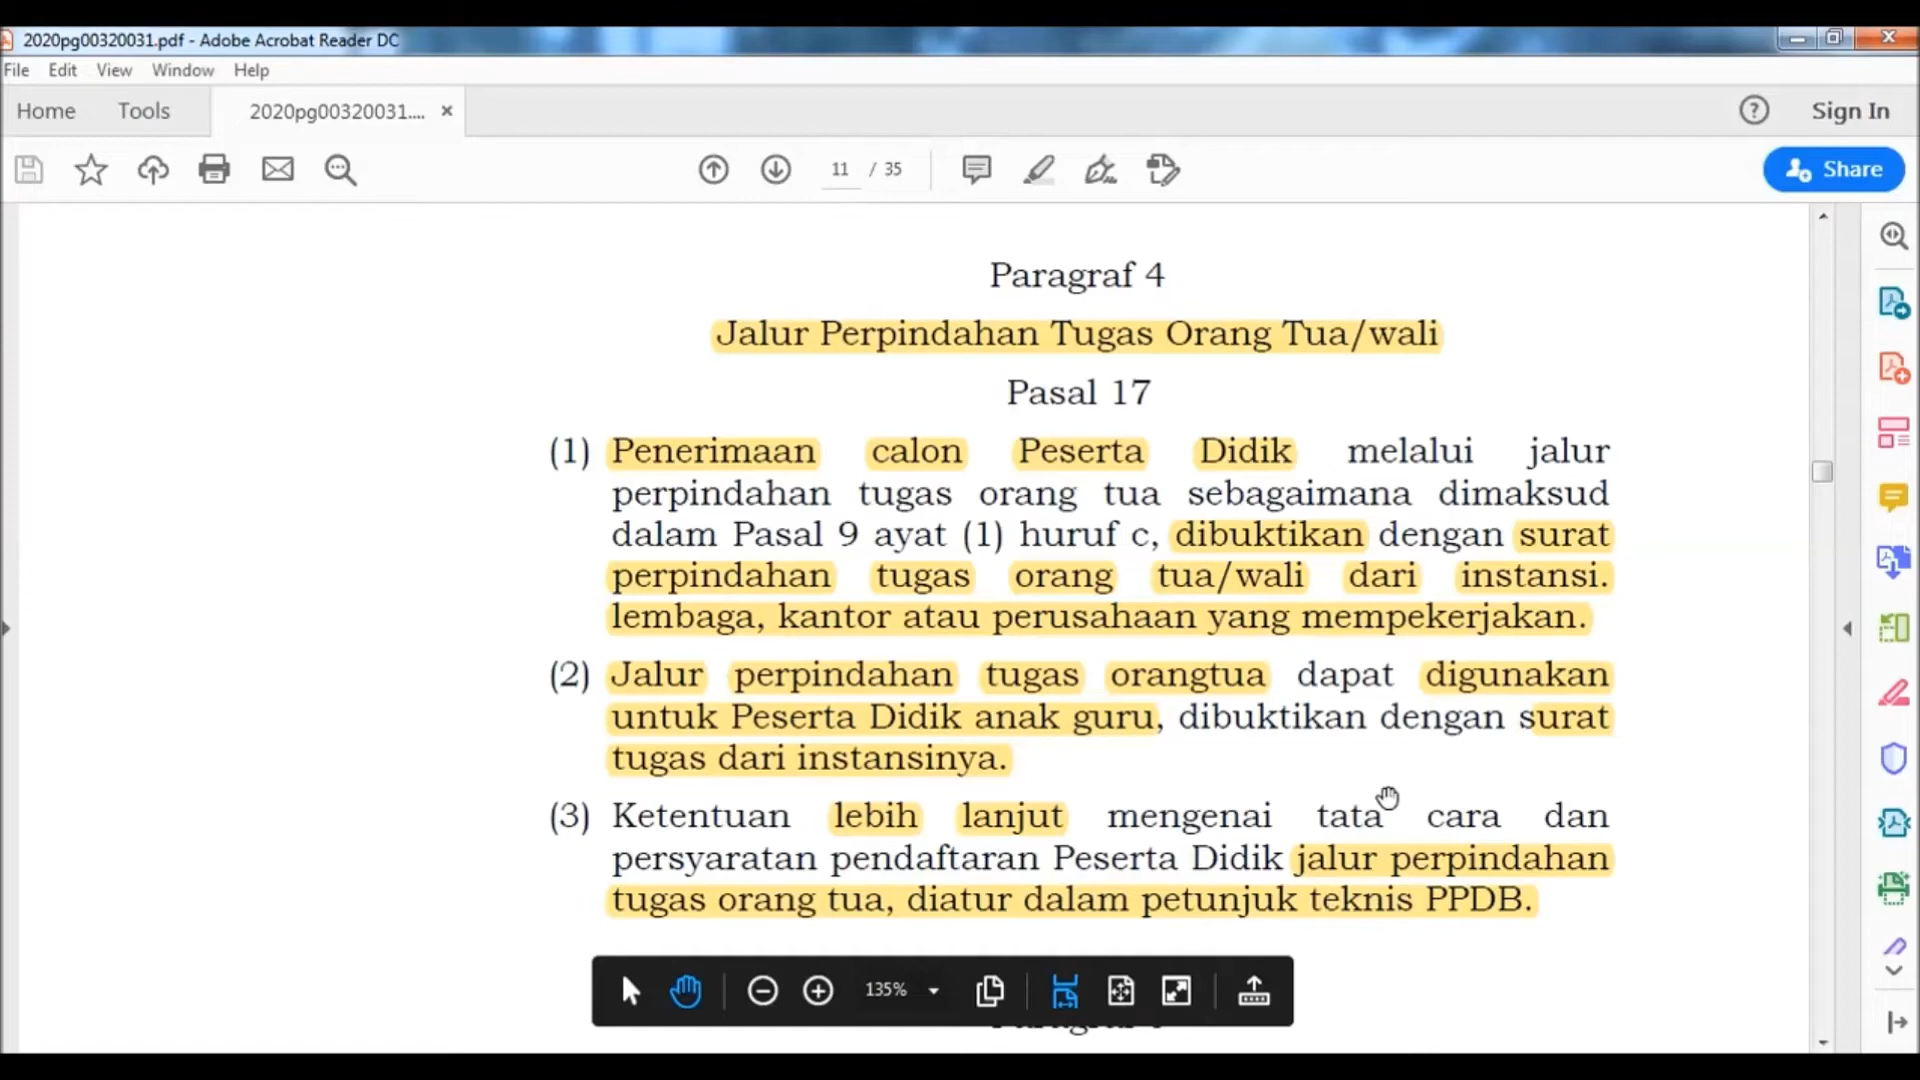 2020pg00320031.pdf - Adobe Acrobat Reader DC
File Edit View Window Help
Home Tools 2020pg00320031.... × Sign In
11 / 35 Share
Paragraf 4
Jalur Perpindahan Tugas Orang Tua/wali
Pasal 17
(1) Penerimaan calon Peserta Didik melalui jalur
perpindahan tugas orang tua sebagaimana dimaksud
dalam Pasal 9 ayat (1) huruf c, dibuktikan dengan surat
perpindahan tugas orang tua/wali dari instansi.
lembaga, kantor atau perusahaan yang mempekerjakan.
(2) Jalur perpindahan tugas orangtua dapat digunakan
untuk Peserta Didik anak guru, dibuktikan dengan surat
tugas dari instansinya.
(3) Ketentuan lebih lanjut mengenai tata cara dan
persyaratan pendaftaran Peserta Didik jalur perpindahan
tugas orang tua, diatur dalam petunjuk teknis PPDB.
135%